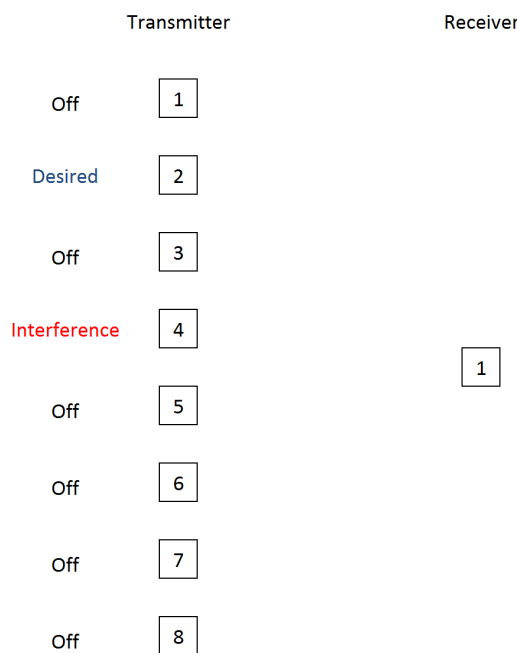 Transmitter Receiver
Off 1
Desired 2
Off 3
Interference 4
1
Off 5
Off 6
Off 7
Off 8